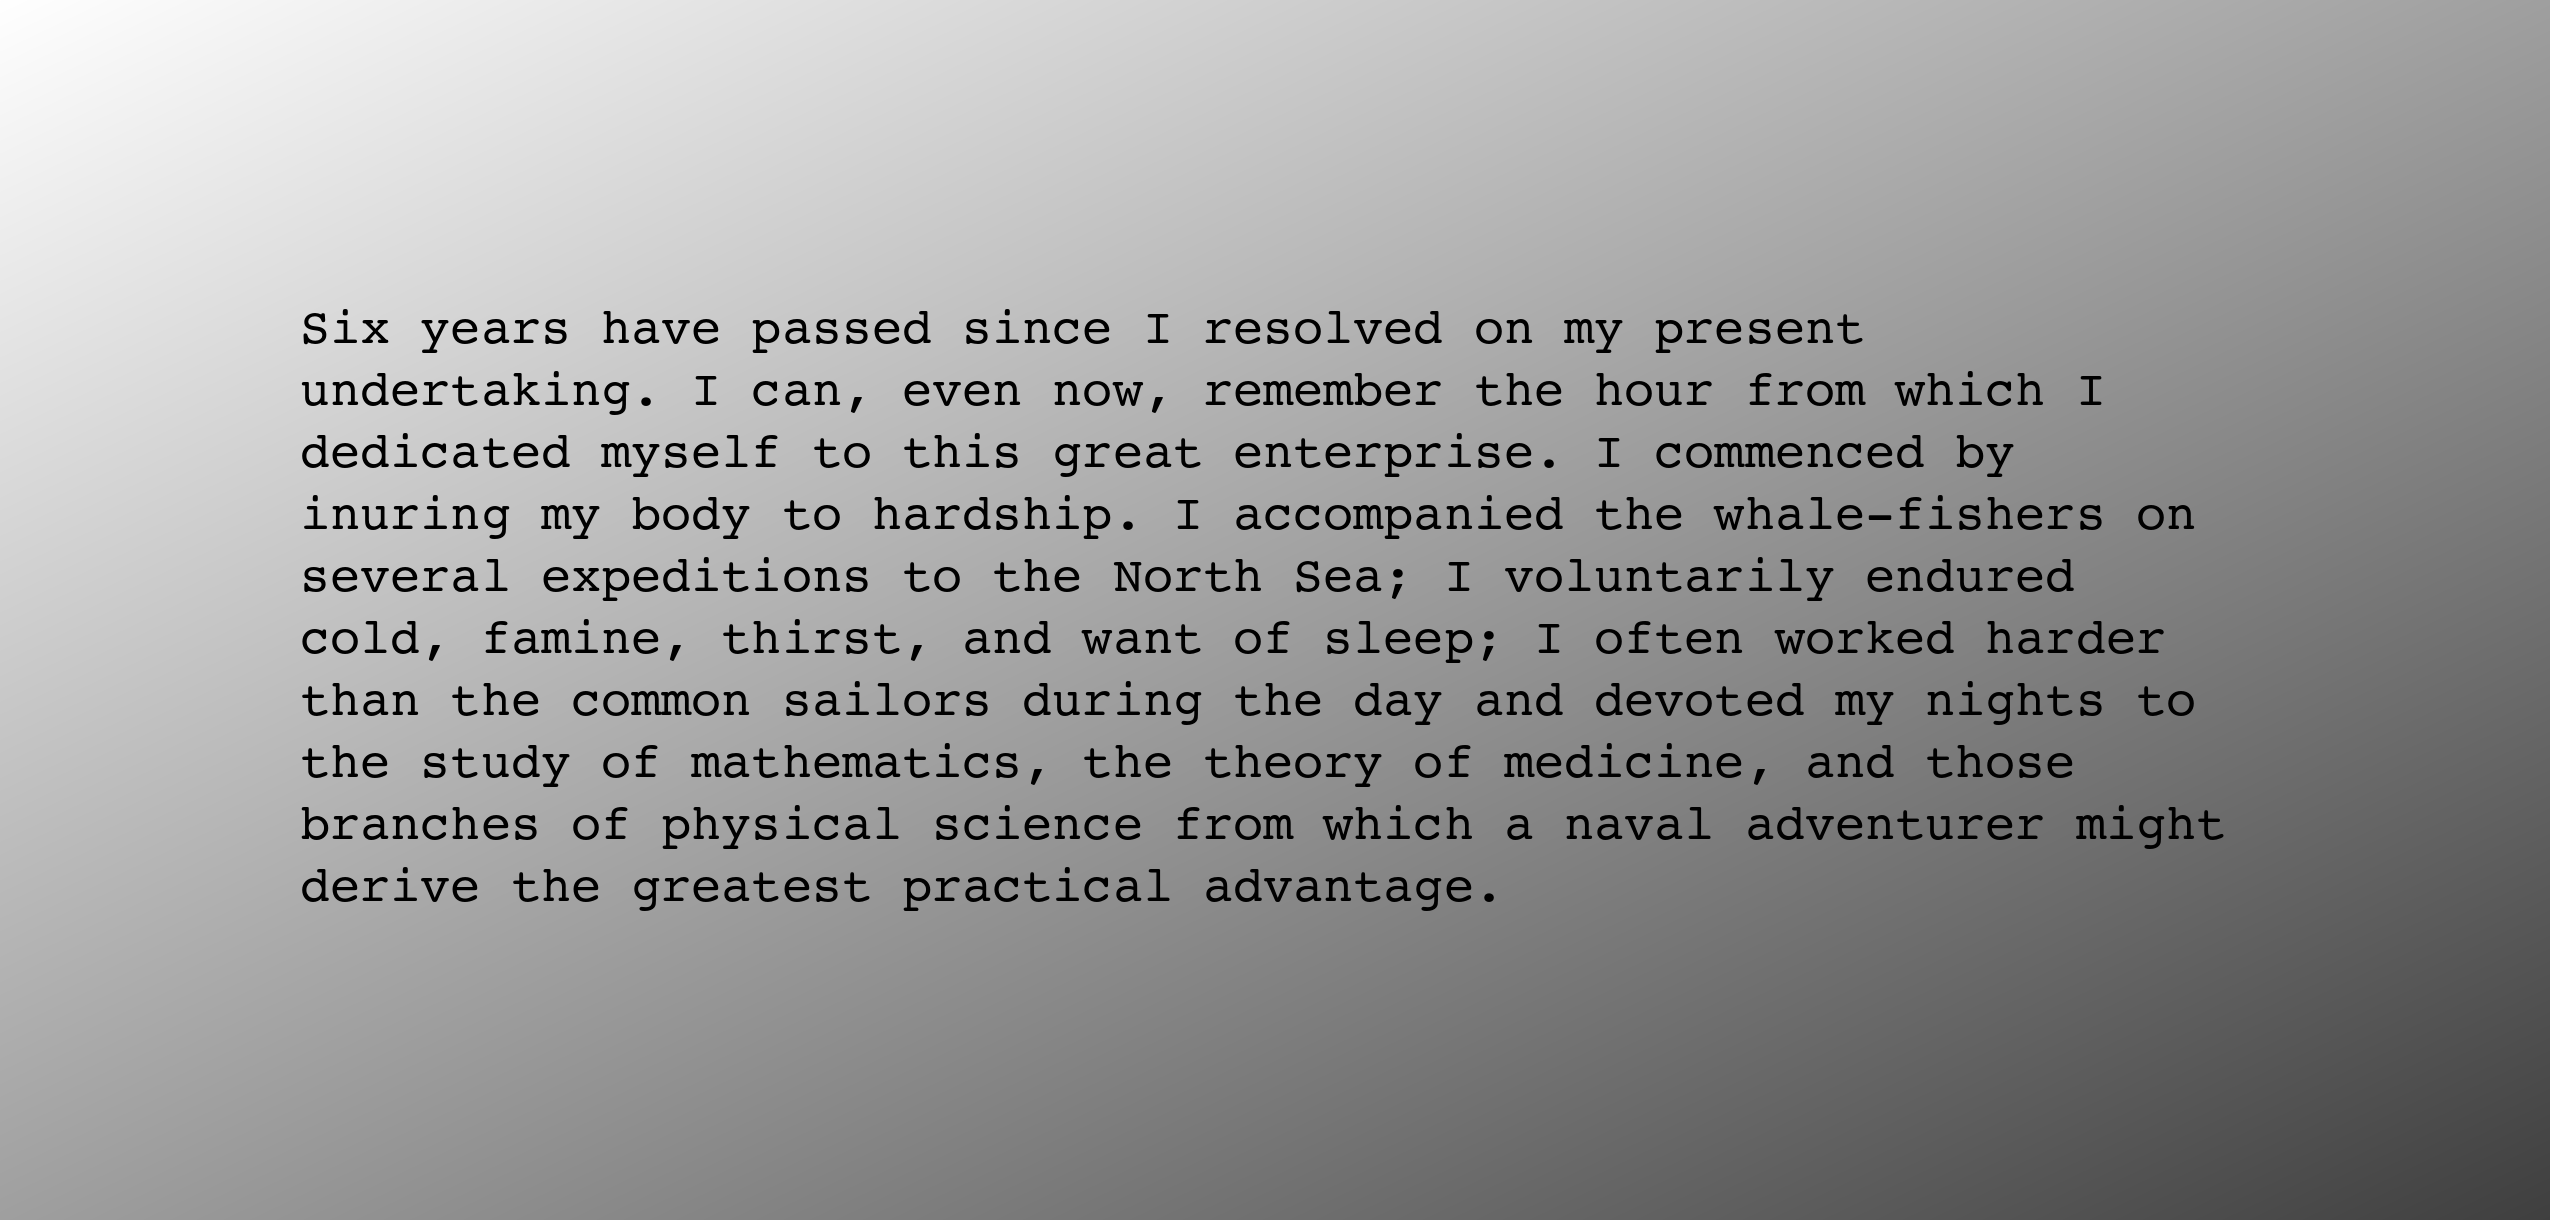 Six years have passed since I resolved on my present
undertaking. I can, even now, remember the hour from which I
dedicated myself to this great enterprise. I commenced by
inuring my body to hardship. I accompanied the whale-fishers on
several expeditions to the North Sea; I voluntarily endured
cold, famine, thirst, and want of sleep; I often worked harder
than the common sailors during the day and devoted my nights to
the study of mathematics, the theory of medicine, and those
branches of physical science from which a naval adventurer might
derive the greatest practical advantage.